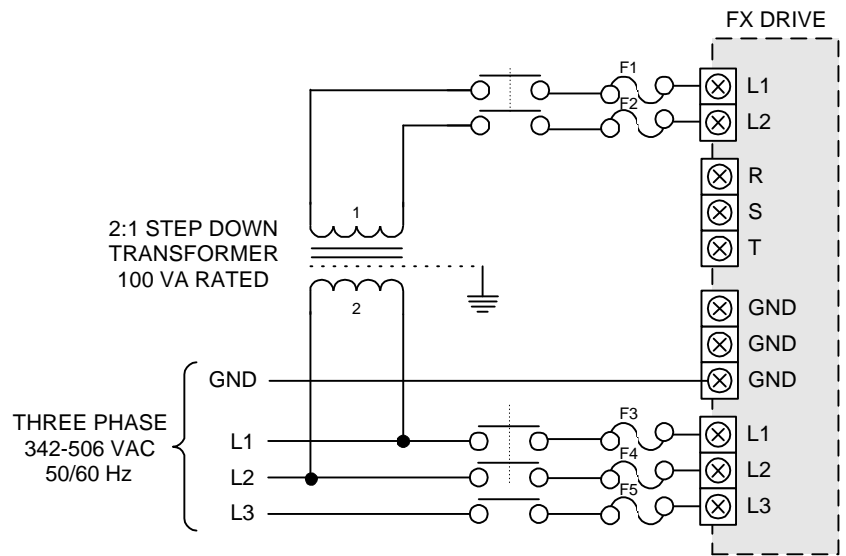 FX DRIVE
F1
L1
F2
L2
R
S
T
1
2:1 STEP DOWN
TRANSFORMER
100 VA RATED
2
GND
GND
GND
GND
THREE PHASE
342-506 VAC
50/60 Hz
L1
F3
L1
L2
F4
L2
L3
F5
L3